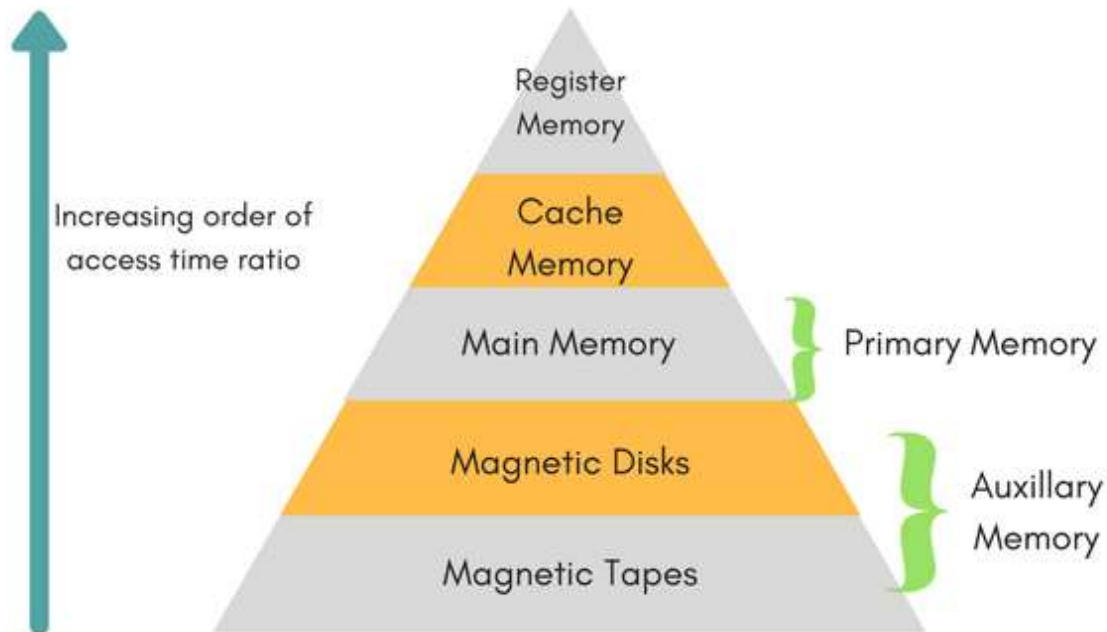 Register
Memory
Increasing order of
access time ratio
Cache
Memory
Main Memory
Primary Memory
Magnetic Disks
Auxillary
Memory
Magnetic Tapes